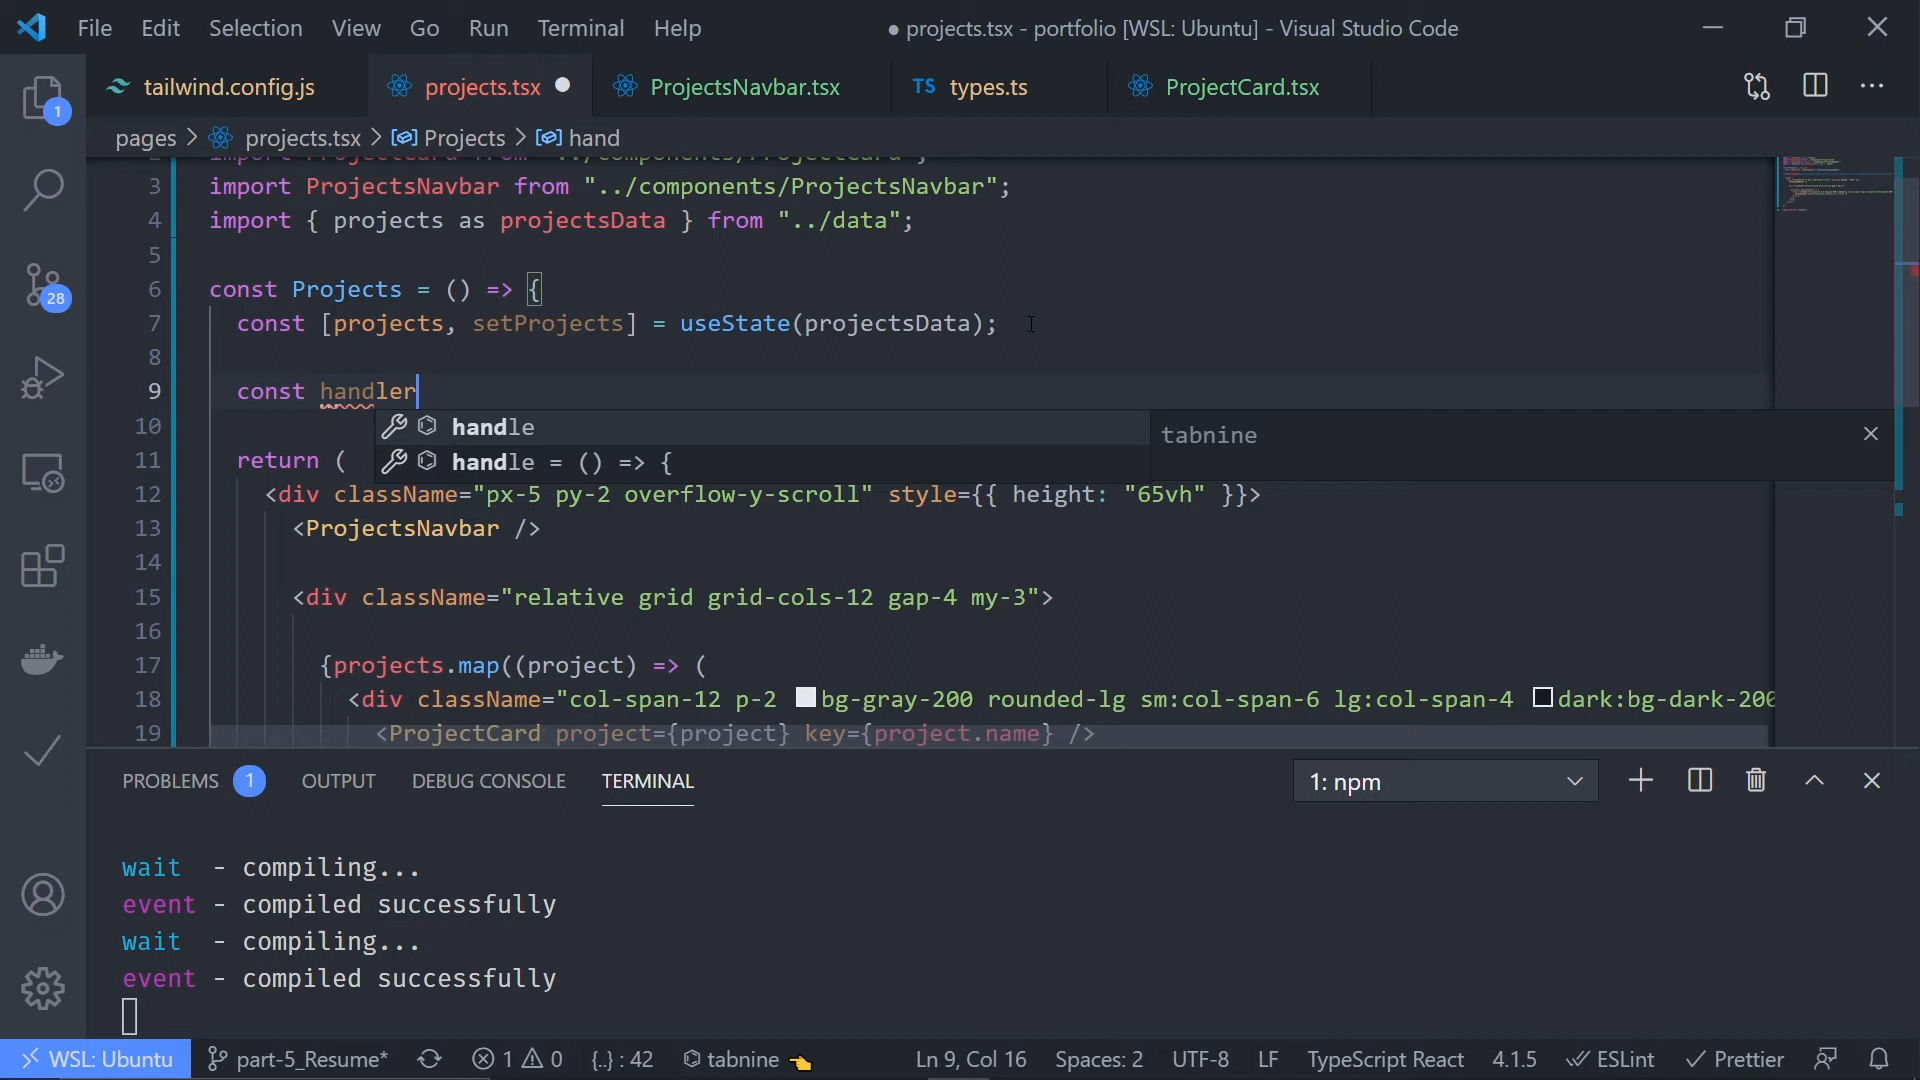 File Edit Selection View Go Run Terminal Help ● projects.tsx - portfolio [WSL: Ubuntu] - Visual Studio Code
tailwind.config.js projects.tsx ProjectsNavbar.tsx TS types.ts ProjectCard.tsx
1
pages > projects.tsx > Projects > hand
2 import ProjectCard from "../components/ProjectCard";
3 import ProjectsNavbar from "../components/ProjectsNavbar";
4 import { projects as projectsData } from "../data";
5
6 const Projects = () => {
7 const [projects, setProjects] = useState(projectsData);
8
9 const handler
10 handle
tabnine
11 return ( handle = () => {
12 <div className="px-5 py-2 overflow-y-scroll" style={{ height: "65vh" }}>
13 <ProjectsNavbar />
14
15 <div className="relative grid grid-cols-12 gap-4 my-3">
16
17 {projects.map((project) => (
18 <div className="col-span-12 p-2 bg-gray-200 rounded-lg sm:col-span-6 lg:col-span-4 dark:bg-dark-200
19 <ProjectCard project={project} key={project.name} />
28
PROBLEMS 1 OUTPUT DEBUG CONSOLE TERMINAL 1: npm
wait - compiling...
event - compiled successfully
wait - compiling...
event - compiled successfully
WSL: Ubuntu part-5_Resume* 1 0 {..} : 42 tabnine Ln 9, Col 16 Spaces: 2 UTF-8 LF TypeScript React 4.1.5 ESLint Prettier